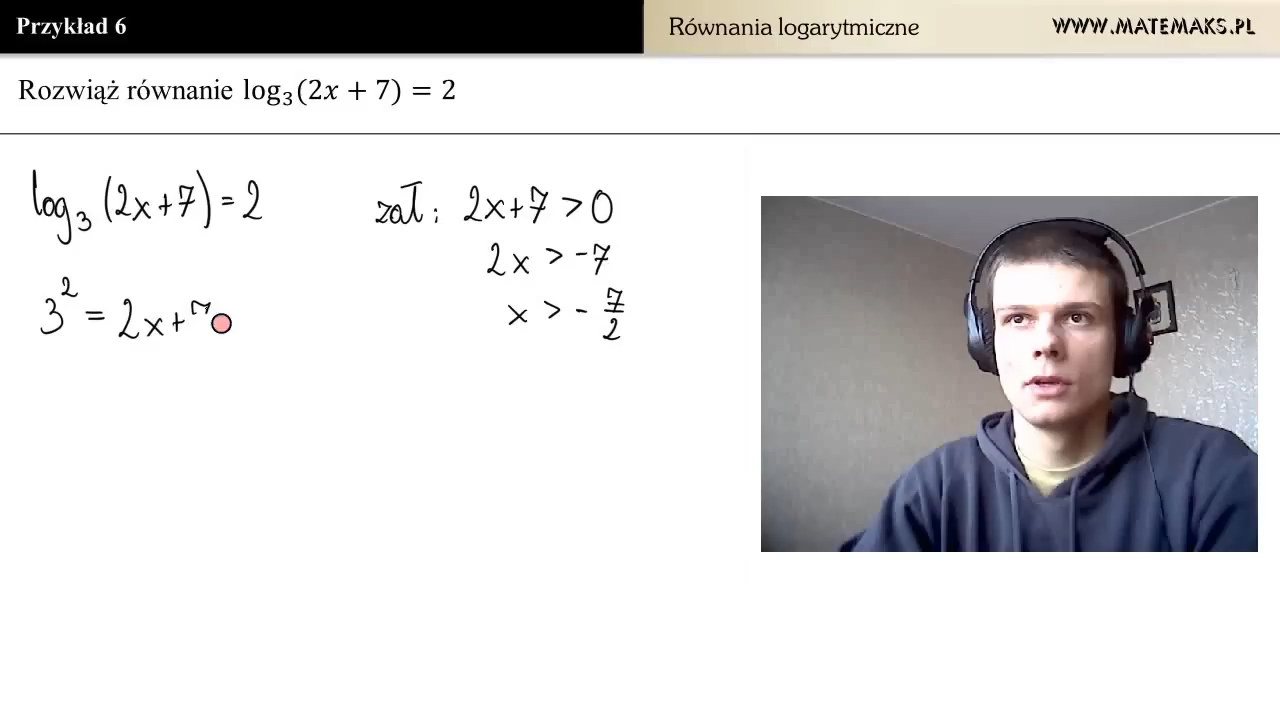 Przykład 6
Równania logarytmiczne
WWW.MATEMAKS.PL
Rozwiąż równanie log₃(2x + 7) = 2
log₃(2x+7)=2
zał: 2x+7 > 0
2x > -7
x > - 7/2
3² = 2x+7